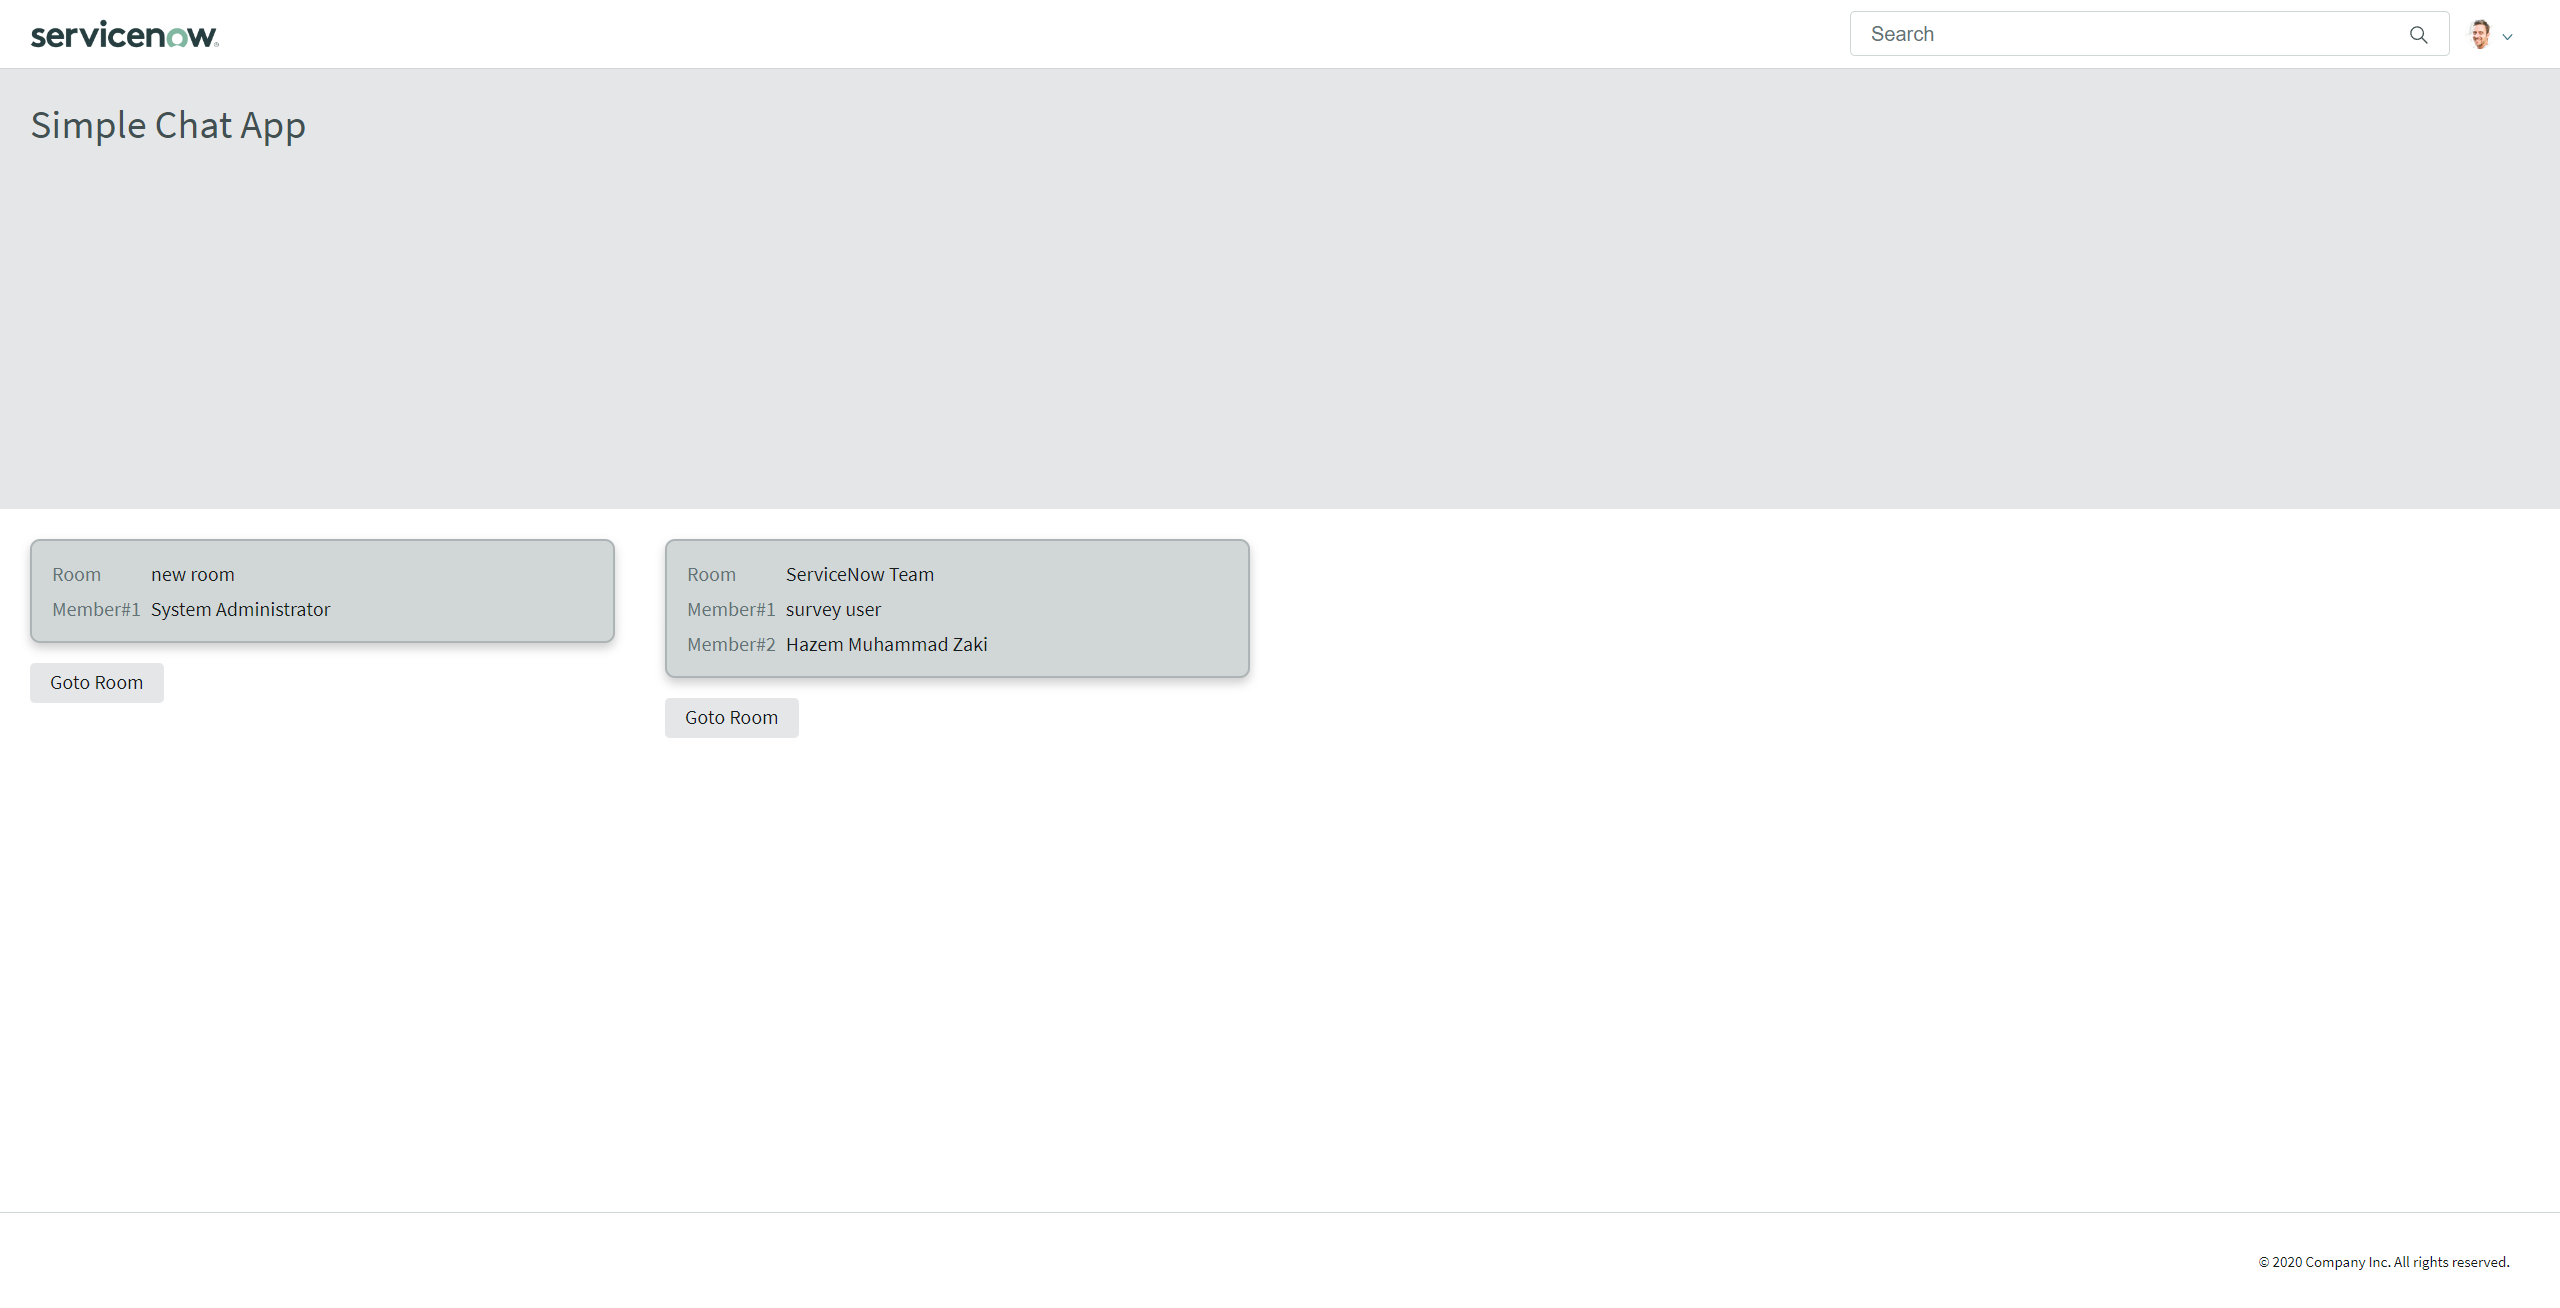 servicenow
Search
Simple Chat App
Room new room
Member#1 System Administrator
Goto Room
Room ServiceNow Team
Member#1 survey user
Member#2 Hazem Muhammad Zaki
Goto Room
© 2020 Company Inc. All rights reserved.